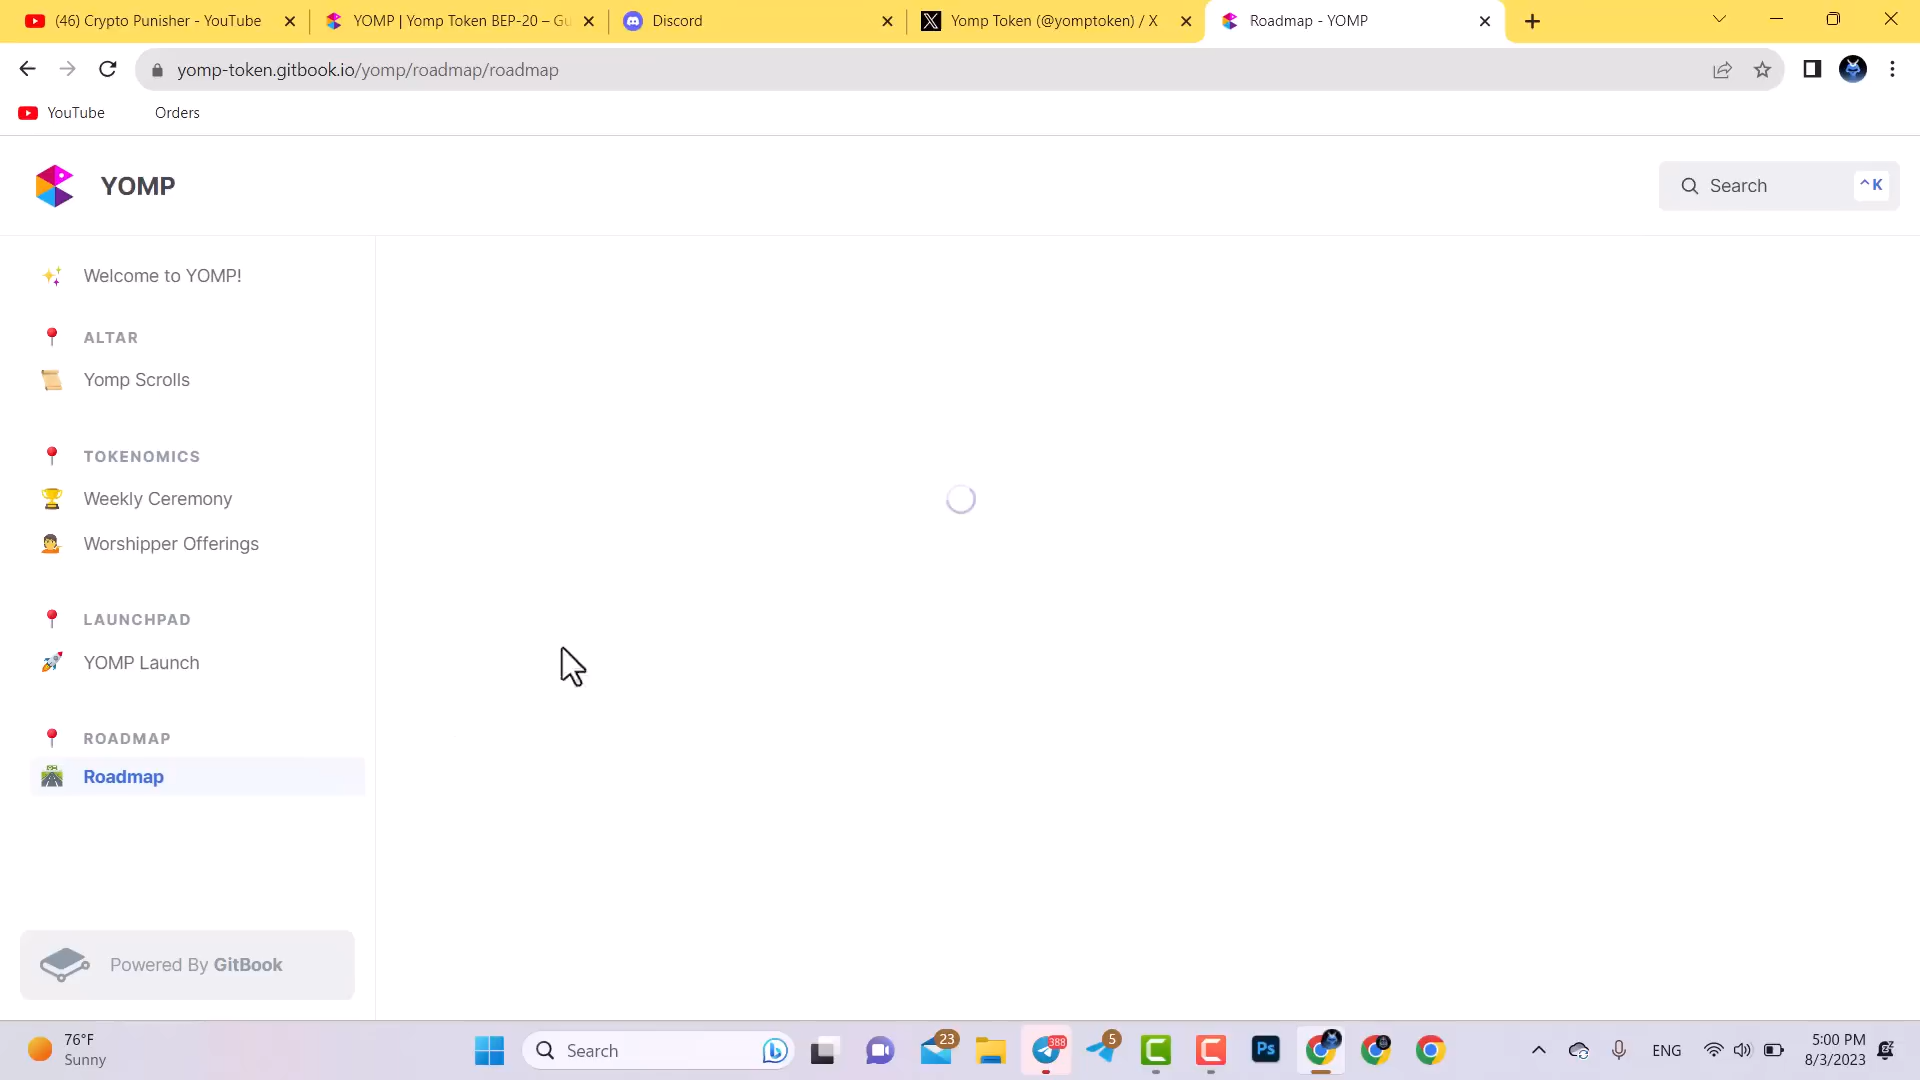 (46) Crypto Punisher - YouTube
YOMP | Yomp Token BEP-20 – Gu
Discord
Yomp Token (@yomptoken) / X
Roadmap - YOMP
yomp-token.gitbook.io/yomp/roadmap/roadmap
YouTube
Orders
YOMP
Search
^K
Welcome to YOMP!
ALTAR
Yomp Scrolls
TOKENOMICS
Weekly Ceremony
Worshipper Offerings
LAUNCHPAD
YOMP Launch
ROADMAP
Roadmap
Powered By GitBook
76°F
Sunny
Search
23
388
5
Ps
ENG
5:00 PM
8/3/2023